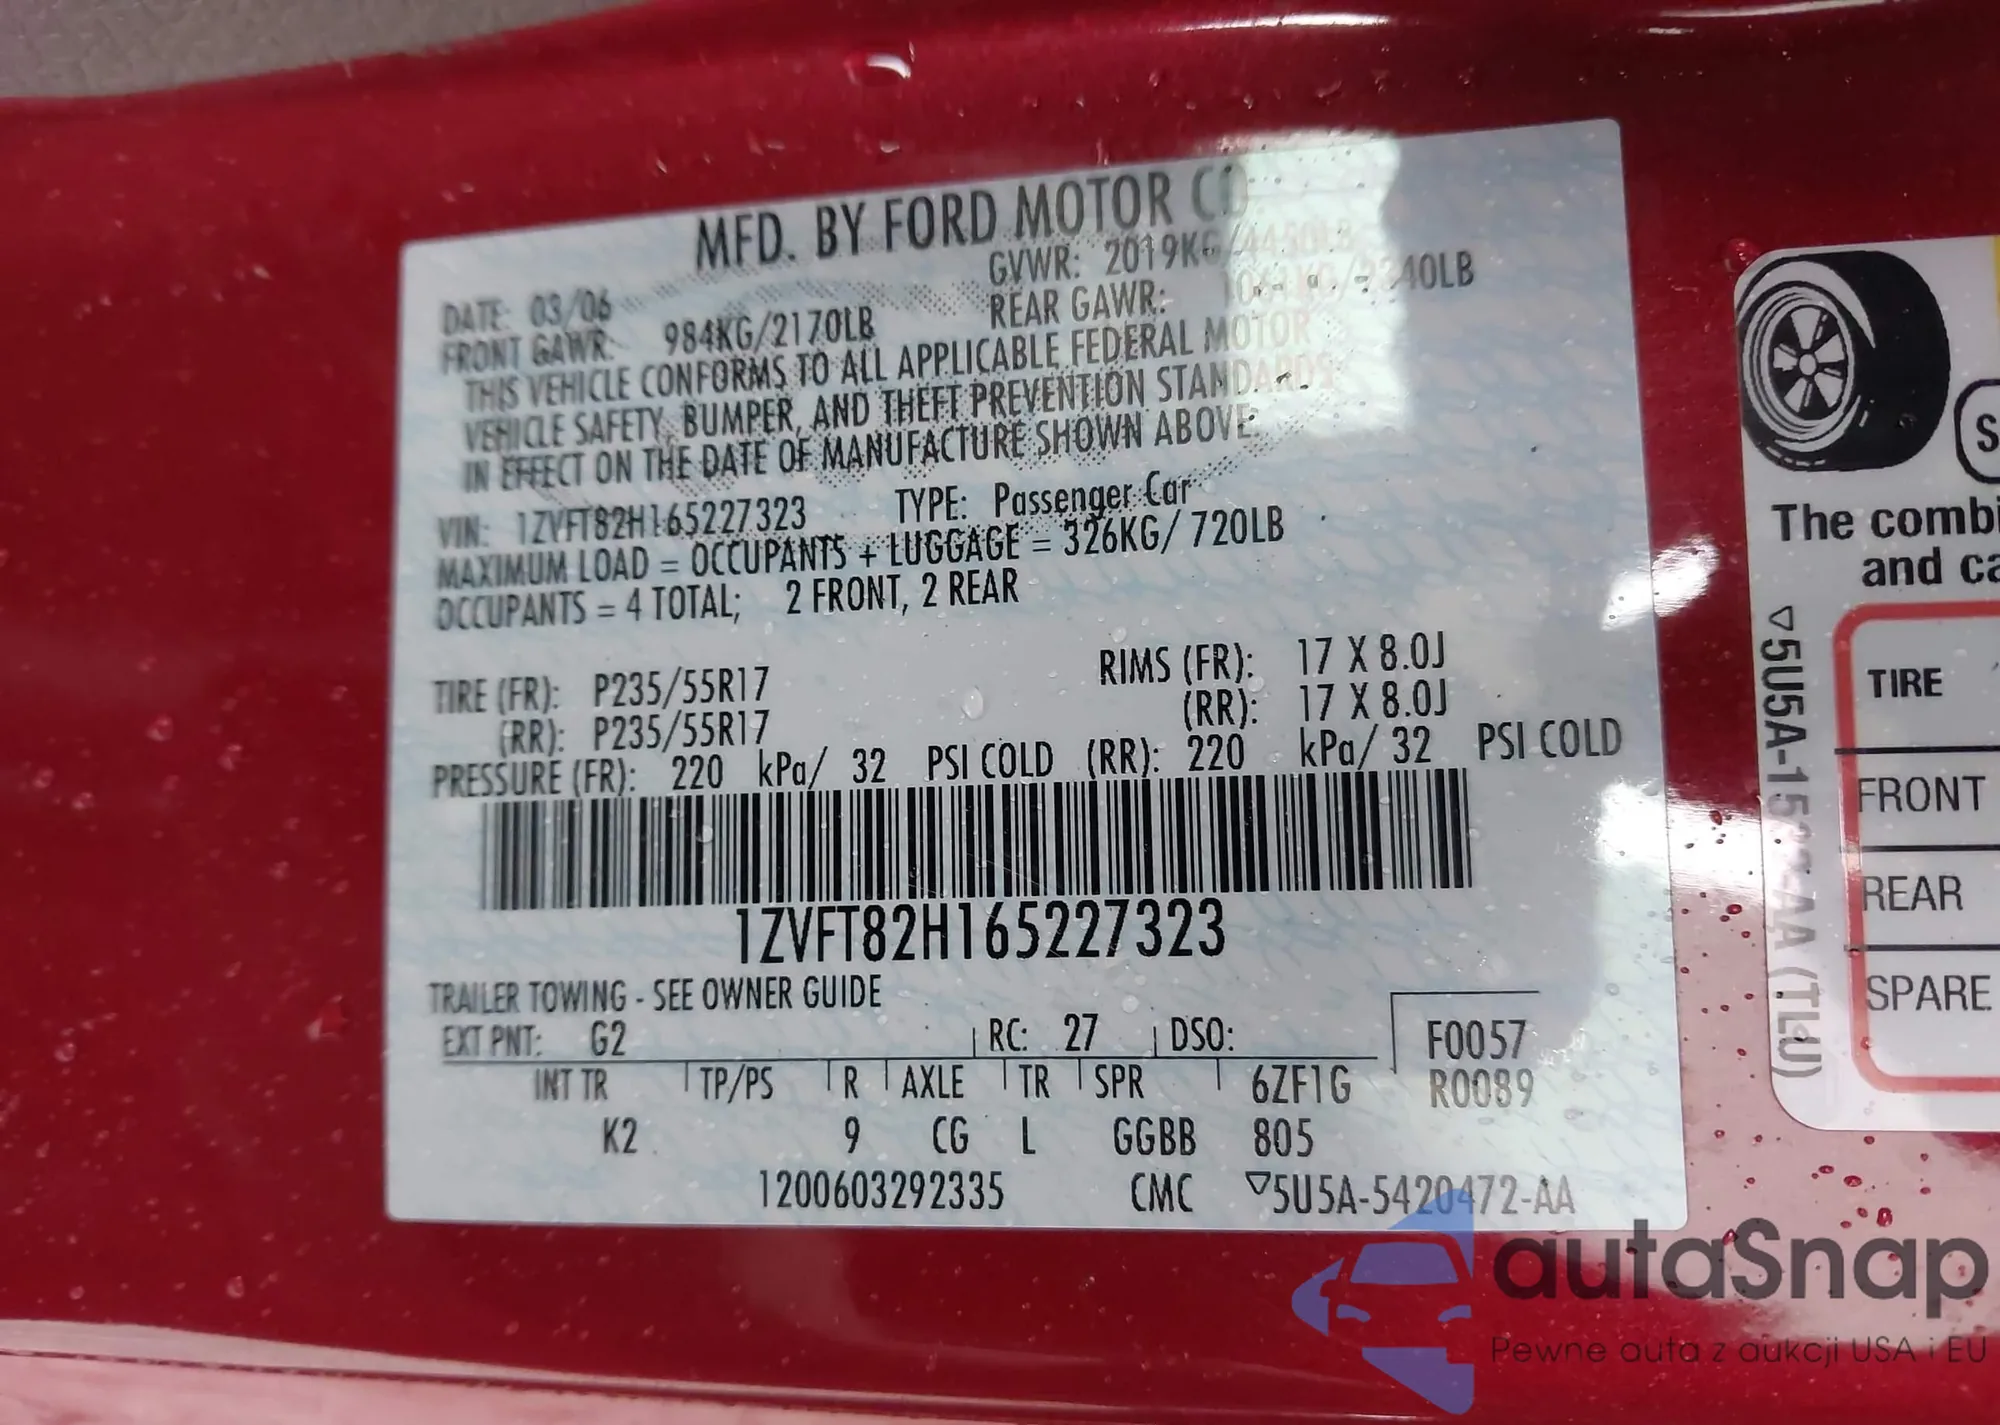 MFD. BY FORD MOTOR CO
DATE: 03/06 GVWR: 2019KG/4450LB
FRONT GAWR: 984KG/2170LB REAR GAWR: 1061KG/2340LB
THIS VEHICLE CONFORMS TO ALL APPLICABLE FEDERAL MOTOR
VEHICLE SAFETY, BUMPER, AND THEFT PREVENTION STANDARDS
IN EFFECT ON THE DATE OF MANUFACTURE SHOWN ABOVE.
VIN: 1ZVFT82H165227323 TYPE: Passenger Car
MAXIMUM LOAD = OCCUPANTS + LUGGAGE = 326KG/ 720LB
OCCUPANTS = 4 TOTAL; 2 FRONT, 2 REAR
TIRE (FR): P235/55R17 RIMS (FR): 17 X 8.0J
(RR): P235/55R17 (RR): 17 X 8.0J
PRESSURE (FR): 220 kPa/ 32 PSI COLD (RR): 220 kPa/ 32 PSI COLD
1ZVFT82H165227323
TRAILER TOWING - SEE OWNER GUIDE
EXT PNT: G2 RC: 27 DSO: F0057
INT TR TP/PS R AXLE TR SPR 6ZF1G R0089
K2 9 CG L GGBB 805
1200603292335 CMC ▽5U5A-5420472-AA
S
The combi
and ca
TIRE
FRONT
REAR
SPARE
autaSnap
Pewne auta z aukcji USA i EU